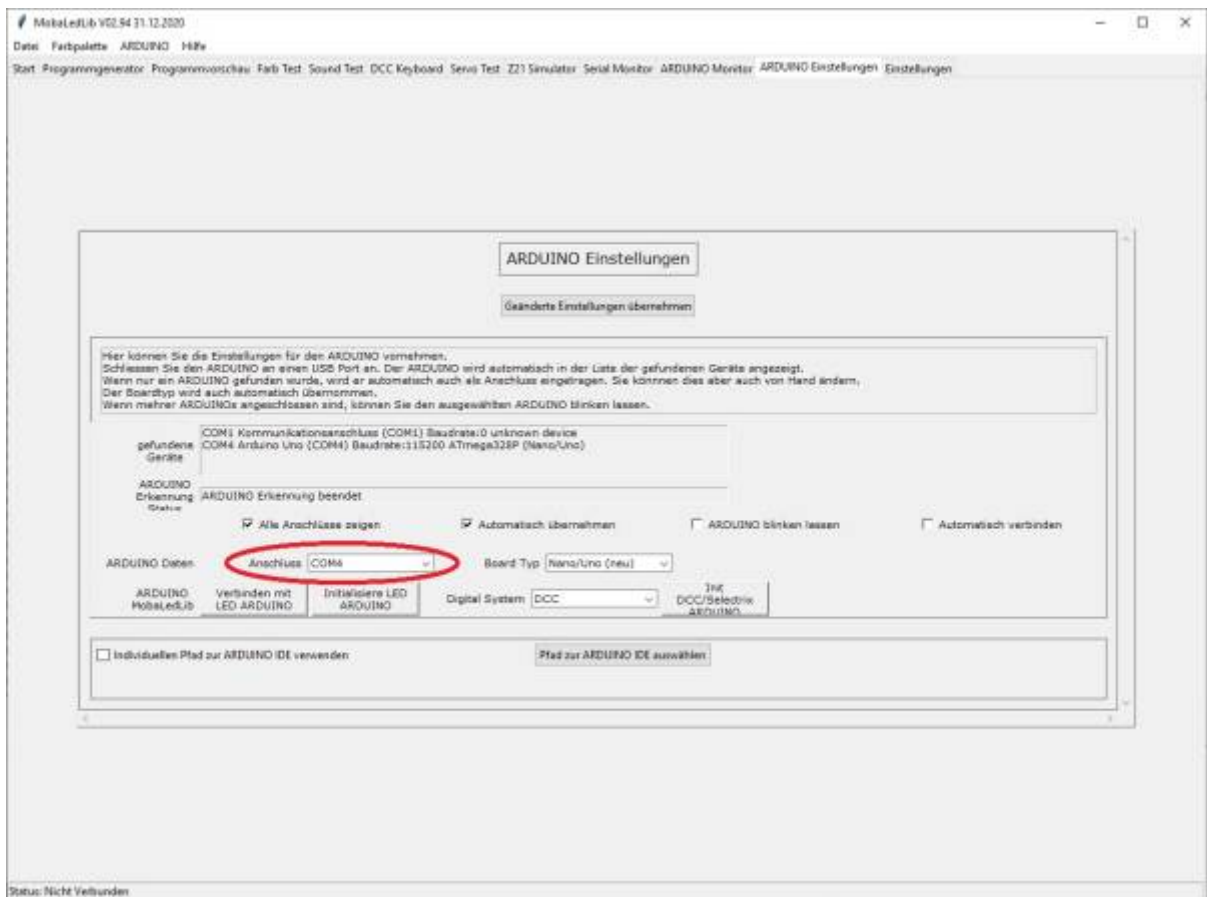 MobaLedLib V02.94 31.12.2020
Datei Farbpalette ARDUINO Hilfe
Start Programmgenerator Programmvorschau Farb Test Sound Test DCC Keyboard Servo Test Z21 Simulator Serial Monitor ARDUINO Monitor ARDUINO Einstellungen Einstellungen
ARDUINO Einstellungen
Geänderte Einstellungen übernehmen
Hier können Sie die Einstellungen für den ARDUINO vornehmen.
Schliessen Sie den ARDUINO an einen USB Port an. Der ARDUINO wird automatisch in der Liste der gefundenen Geräte angezeigt.
Wenn nur ein ARDUINO gefunden wurde, wird er automatisch auch als Anschluss eingetragen. Sie könnnen dies aber auch von Hand ändern.
Der Boardtyp wird auch automatisch übernommen.
Wenn mehrer ARDUINOs angeschlossen sind, können Sie den ausgewählten ARDUINO blinken lassen.
gefundene Geräte
COM1 Kommunikationsanschluss (COM1) Baudrate:0 unknown device
COM4 Arduino Uno (COM4) Baudrate:115200 ATmega328P (Nano/Uno)
ARDUINO
Erkennung
Status
ARDUINO Erkennung beendet
Alle Anschlüsse zeigen Automatisch übernehmen ARDUINO blinken lassen Automatisch verbinden
ARDUINO Daten Anschluss COM4 Board Typ Nano/Uno (neu)
ARDUINO
MobaLedLib
Verbinden mit
LED ARDUINO
Initialisiere LED
ARDUINO
Digital System DCC
Init
DCC/Selectrix
ARDUINO
Individuellen Pfad zur ARDUINO IDE verwenden Pfad zur ARDUINO IDE auswählen
Status: Nicht Verbunden